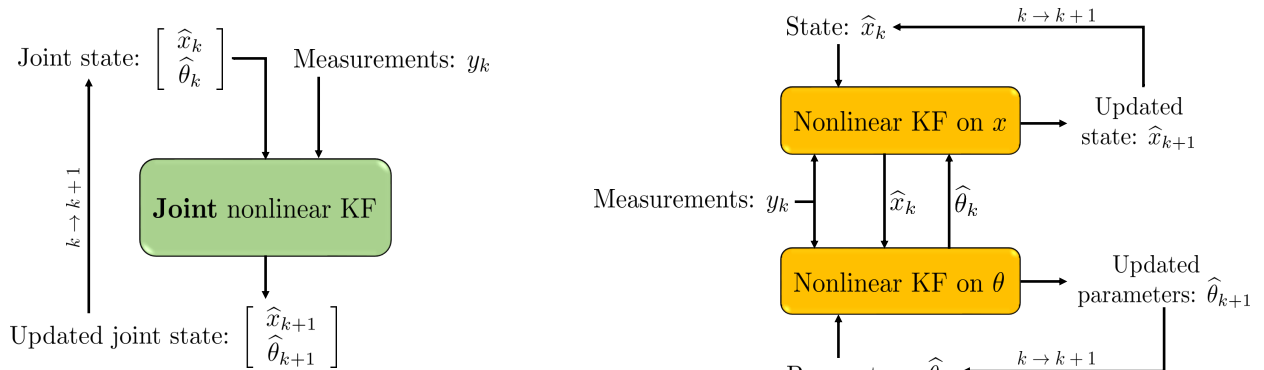 Joint state: [ x̂_k θ̂_k ]
Measurements: y_k
k → k + 1
Joint nonlinear KF
Updated joint state: [ x̂_{k+1} θ̂_{k+1} ]
State: x̂_k
k → k + 1
Nonlinear KF on x
Updated
state: x̂_{k+1}
Measurements: y_k
x̂_k
θ̂_k
Nonlinear KF on θ
Updated
parameters: θ̂_{k+1}
k → k + 1